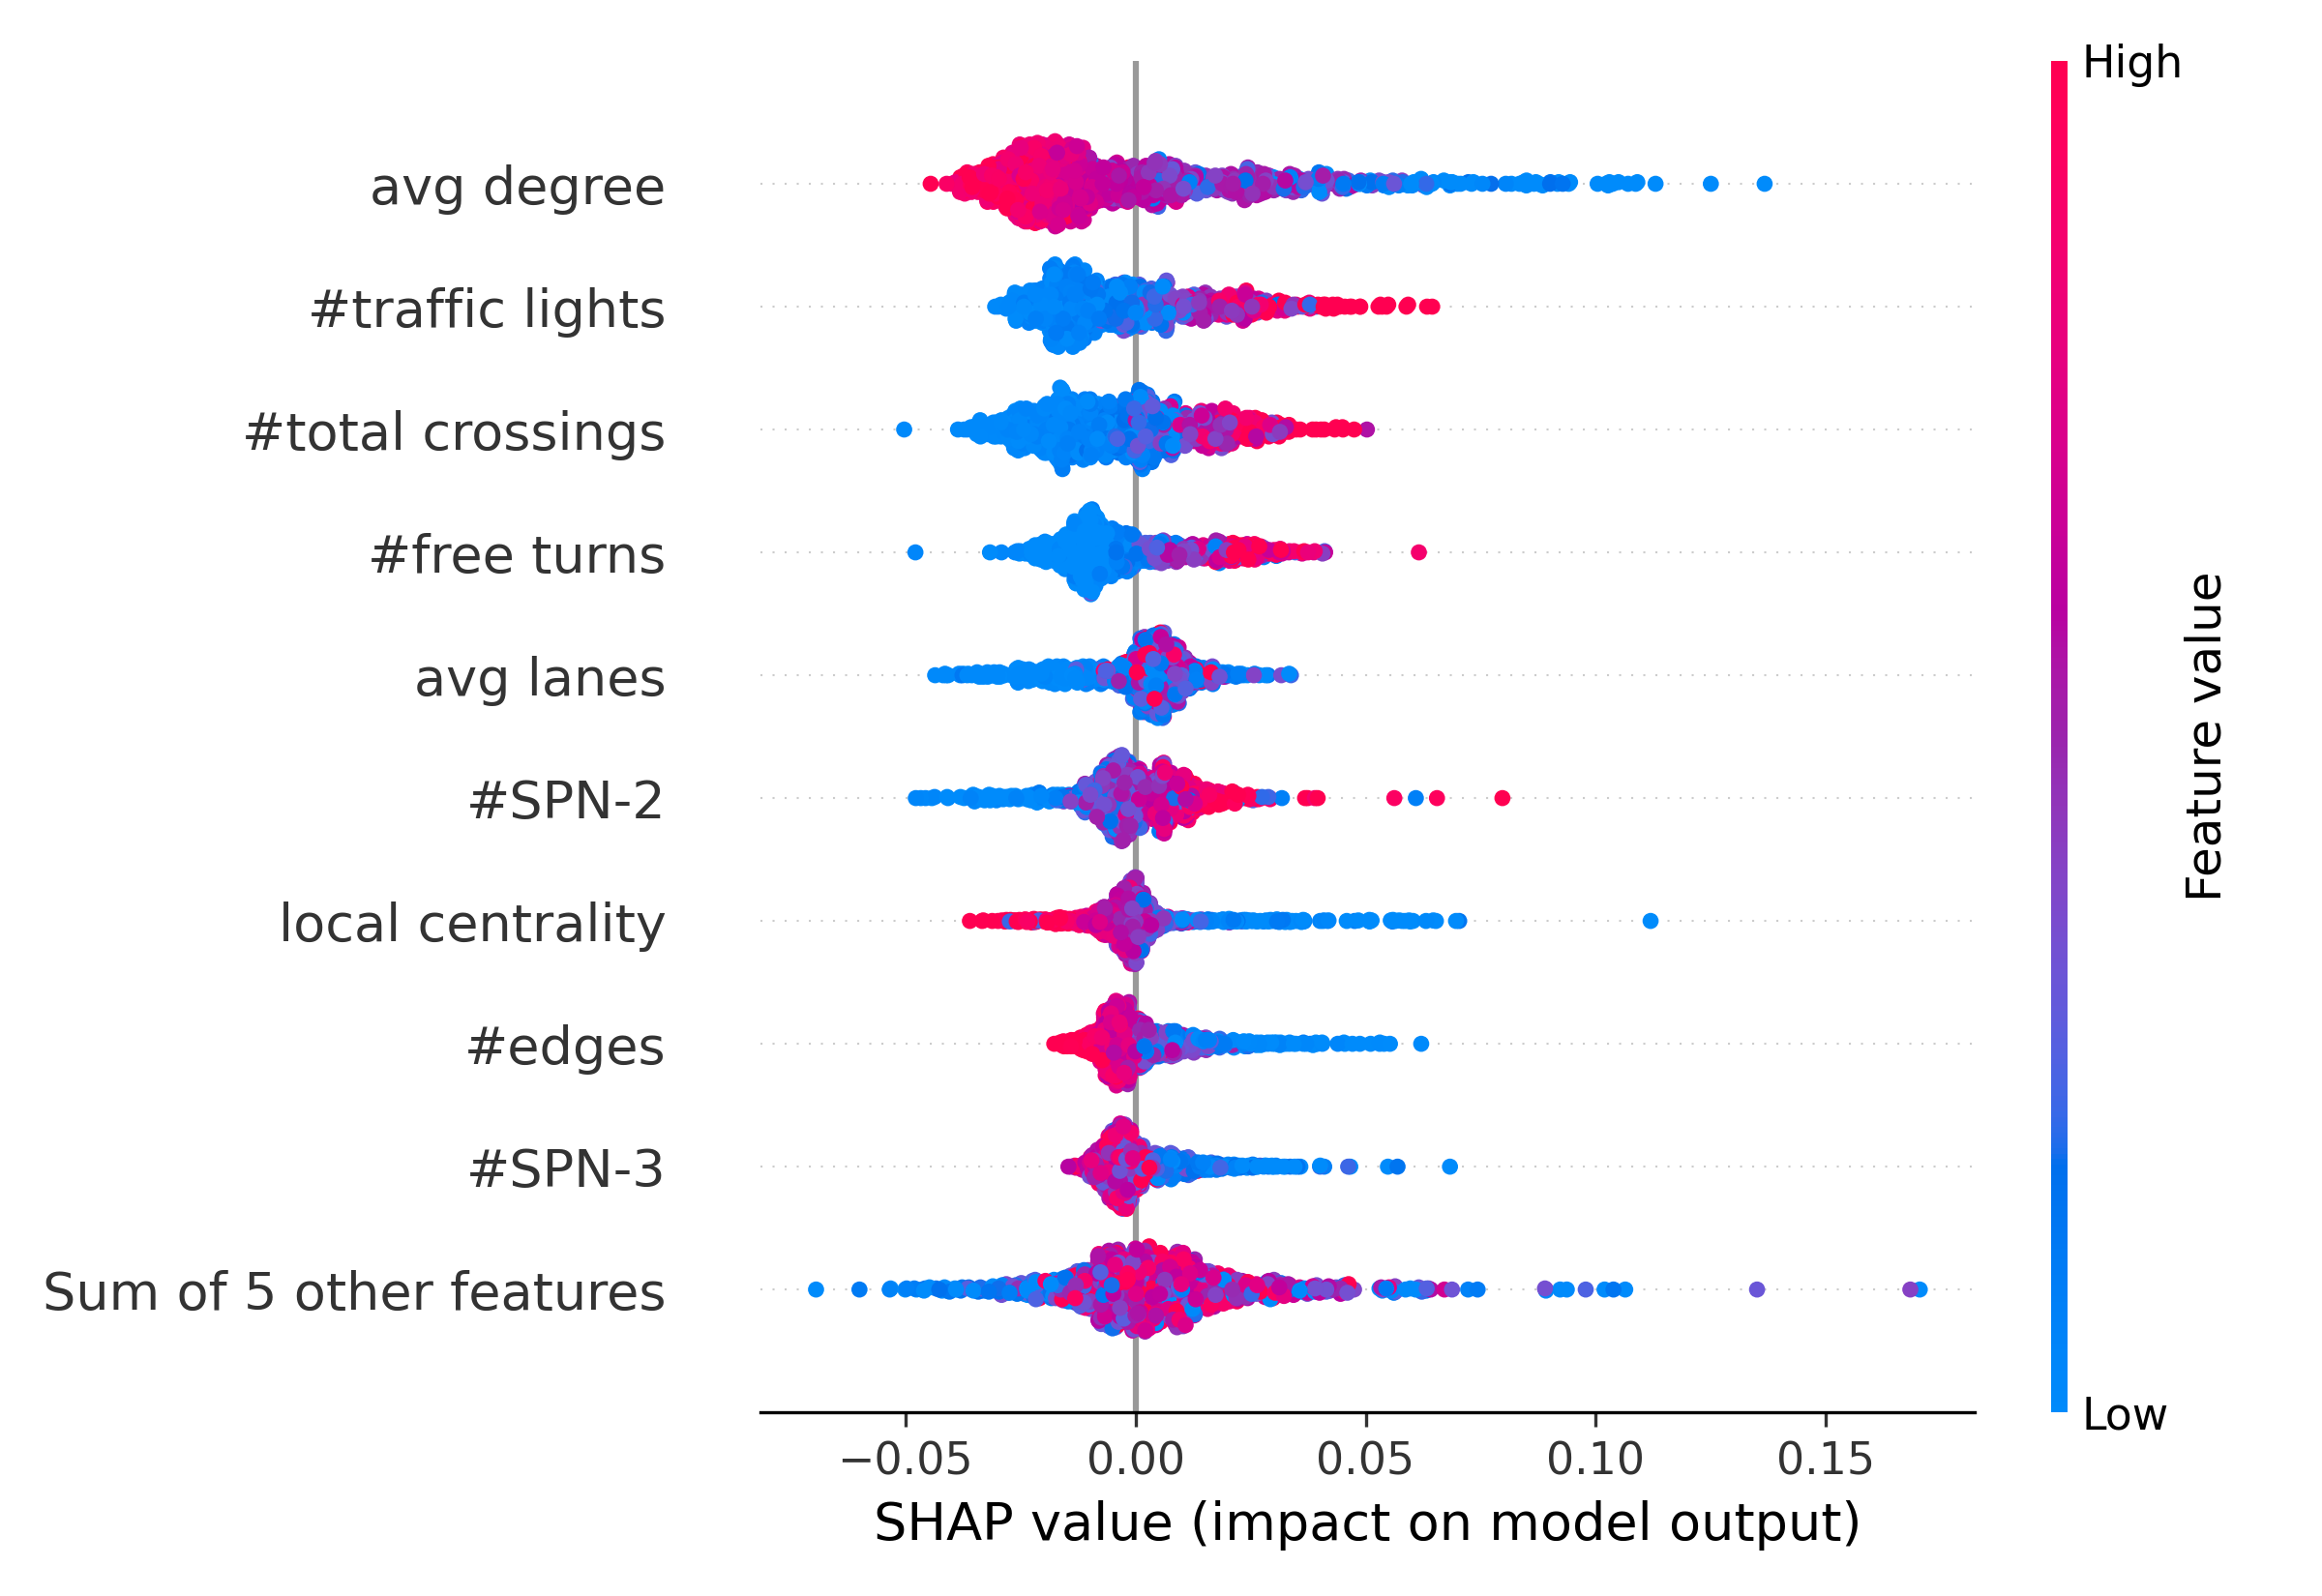 High
avg degree
#traffic lights
#total crossings
#free turns
avg lanes
#SPN-2
local centrality
#edges
#SPN-3
Sum of 5 other features
Feature value
Low
−0.05 0.00 0.05 0.10 0.15
SHAP value (impact on model output)